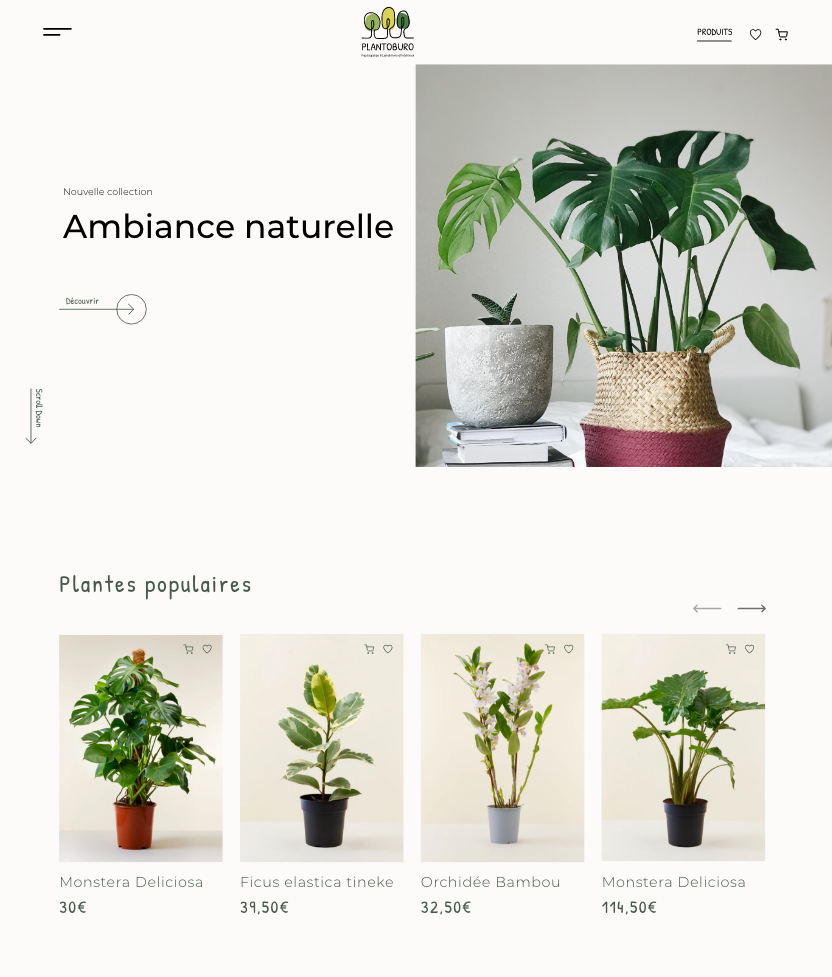 PLANTOBURO
PRODUITS
Nouvelle collection
Ambiance naturelle
Découvrir
Scroll Down
Plantes populaires
Monstera Deliciosa
30€
Ficus elastica tineke
39,50€
Orchidée Bambou
32,50€
Monstera Deliciosa
114,50€